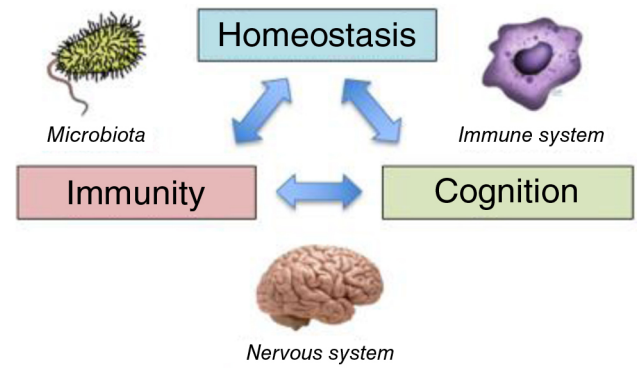 Homeostasis
Microbiota
Immune system
Immunity
Cognition
Nervous system